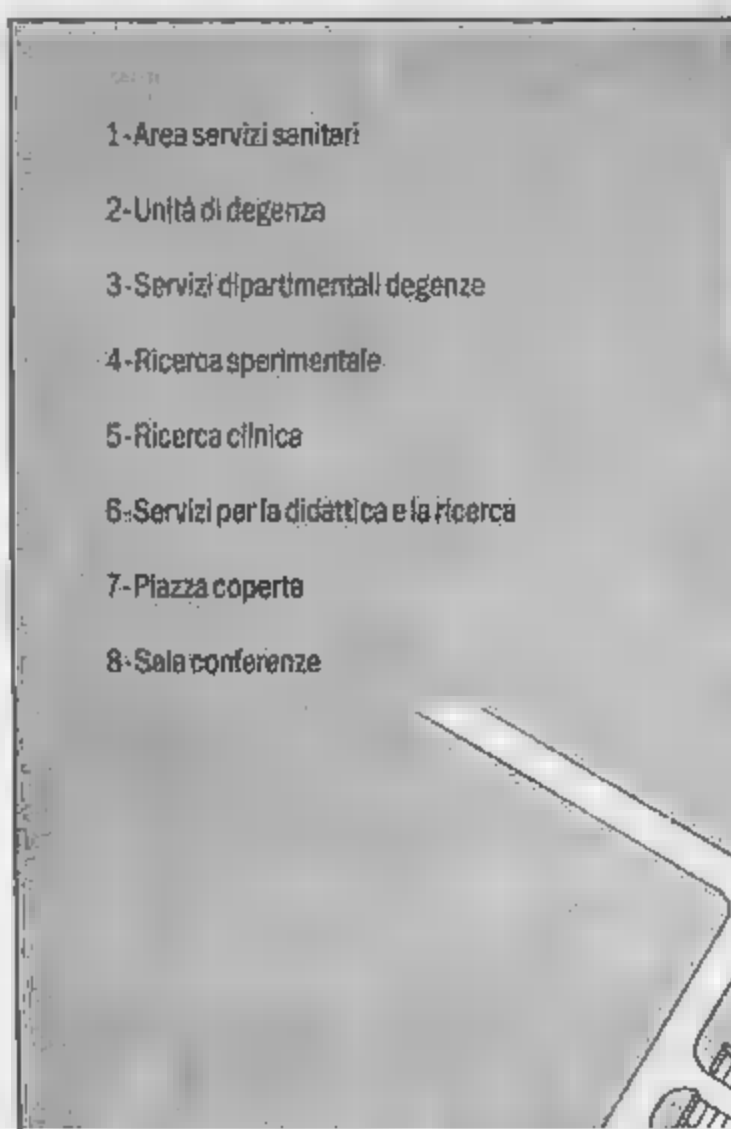 1-Area servizi sanitari
2-Unità di degenza
3-Servizi dipartimentali degenze
4-Ricerca sperimentale
5-Ricerca clinica
6-Servizi per la didattica e la ricerca
7-Piazza coperta
8-Sala conferenze